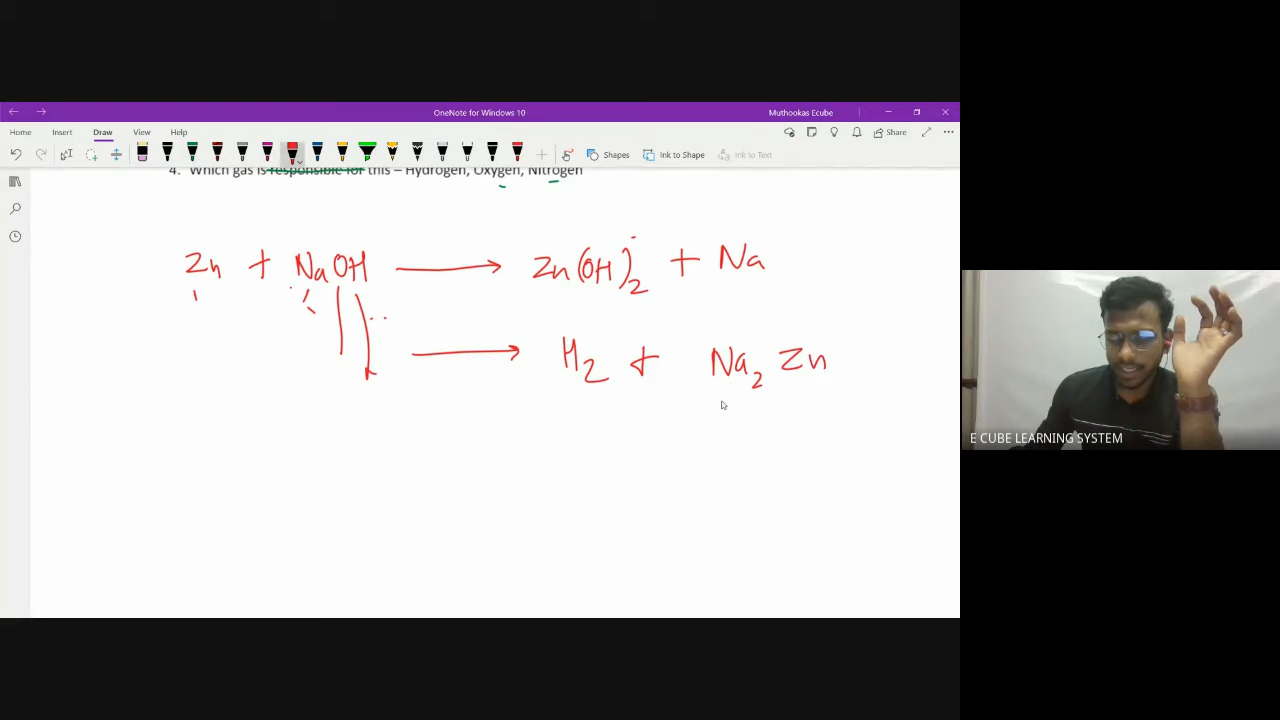 OneNote for Windows 10
Muthookas Ecube
Home Insert Draw View Help
Shapes Ink to Shape Ink to Text Share
4. Which gas is responsible for this – Hydrogen, Oxygen, Nitrogen
Zn + NaOH → Zn(OH)₂ + Na
→ H₂ + Na₂ Zn
E CUBE LEARNING SYSTEM